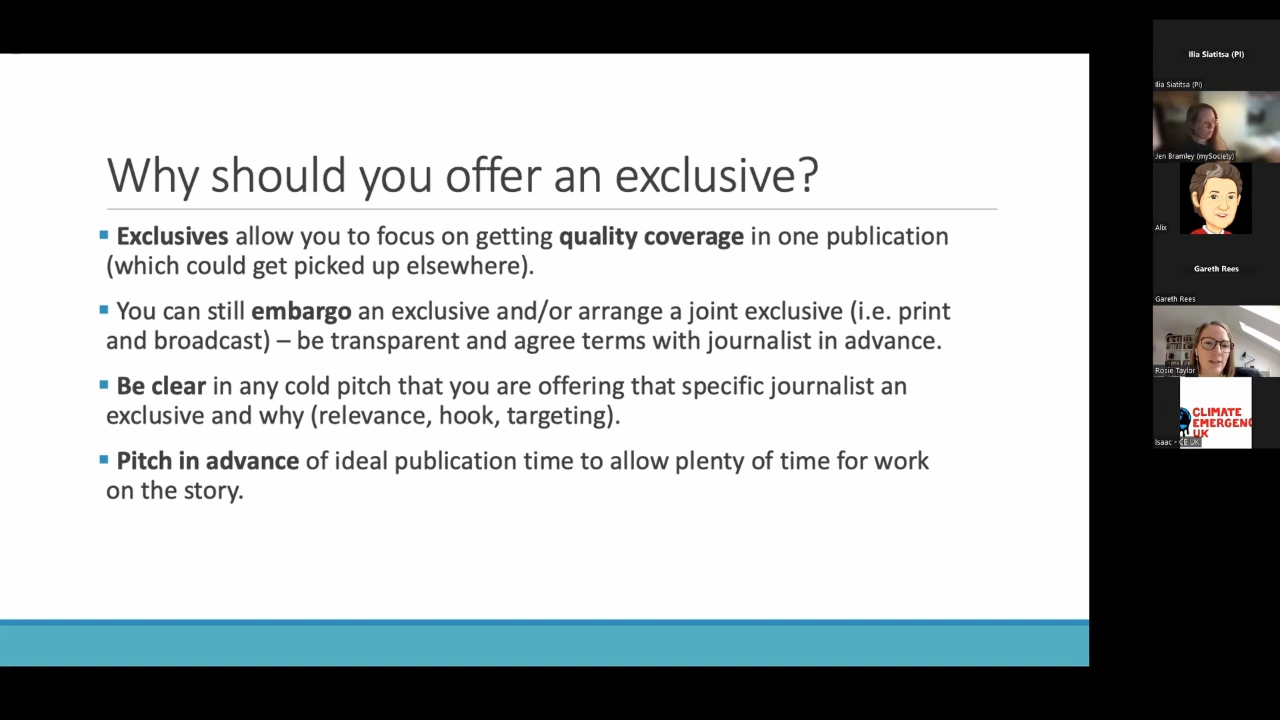 Why should you offer an exclusive?
Exclusives allow you to focus on getting quality coverage in one publication
(which could get picked up elsewhere).
You can still embargo an exclusive and/or arrange a joint exclusive (i.e. print
and broadcast) – be transparent and agree terms with journalist in advance.
Be clear in any cold pitch that you are offering that specific journalist an
exclusive and why (relevance, hook, targeting).
Pitch in advance of ideal publication time to allow plenty of time for work
on the story.
Ilia Siatitsa (PI)
Ilia Siatitsa (PI)
Jen Bramley (mySociety)
Alix
Gareth Rees
Gareth Rees
Rosie Taylor
CLIMATE
EMERGENC
UK
Isaac - CE UK